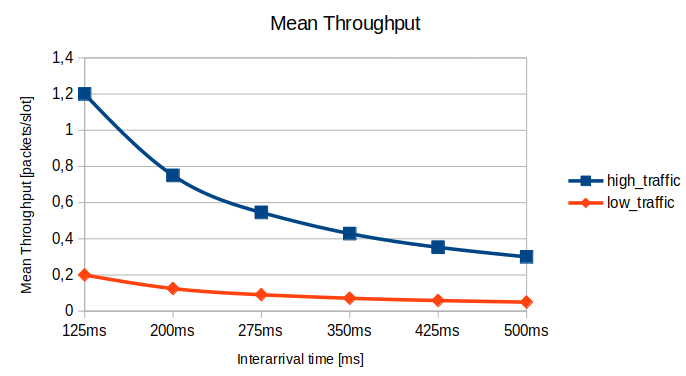 Mean Throughput
Mean Throughput [packets/slot]
1,4
1,2
1
0,8
0,6
0,4
0,2
0
125ms 200ms 275ms 350ms 425ms 500ms
Interarrival time [ms]
high_traffic
low_traffic